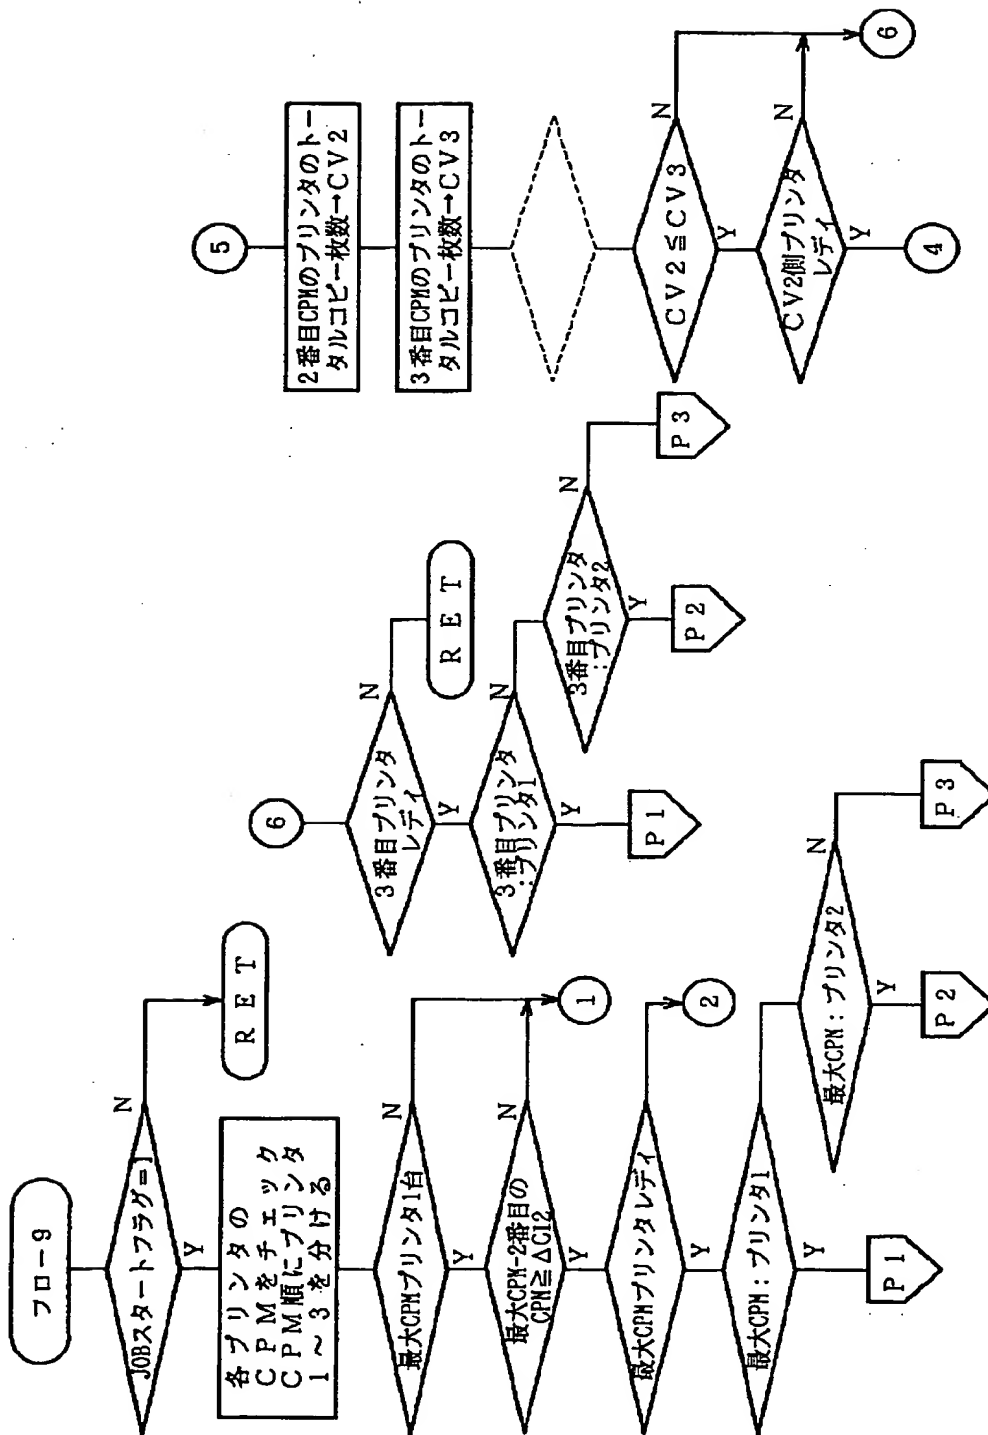 フロー9
JOBスタートフラグ=1
N
Y
RET
各プリンタの
CPMをチェック
CPM順にプリンタ
1〜3を分ける
最大CPMプリンタ1台
N
Y
最大CPM-2番目の
CPM≧△C12
N
Y
1
最大CPMプリンタレディ
Y
2
最大CPM:プリンタ1
Y
P1
最大CPM:プリンタ2
N
Y
P2
P3
6
3番目プリンタ
レディ
N
Y
RET
3番目プリンタ
:プリンタ1
N
Y
P1
3番目プリンタ
:プリンタ2
N
Y
P2
P3
5
2番目CPMのプリンタのトー
タルコピー枚数→CV2
3番目CPMのプリンタのトー
タルコピー枚数→CV3
CV2≦CV3
N
Y
CV2側プリンタ
レディ
N
Y
6
4